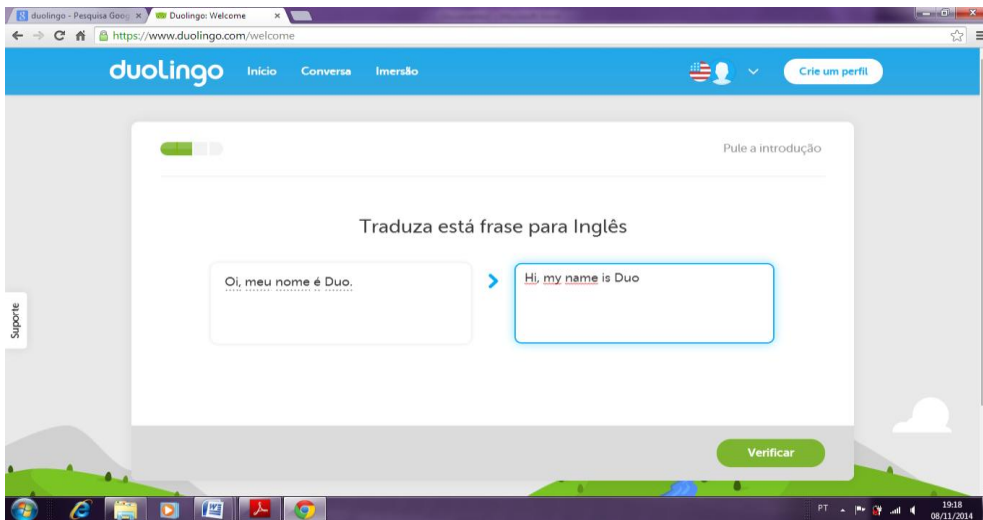 duolingo - Pesquisa Goog
Duolingo: Welcome
https://www.duolingo.com/welcome
duolingo Início Conversa Imersão Crie um perfil
Pule a introdução
Traduza está frase para Inglês
Oi, meu nome é Duo.
Hi, my name is Duo
Suporte
Verificar
PT
19:18
08/11/2014